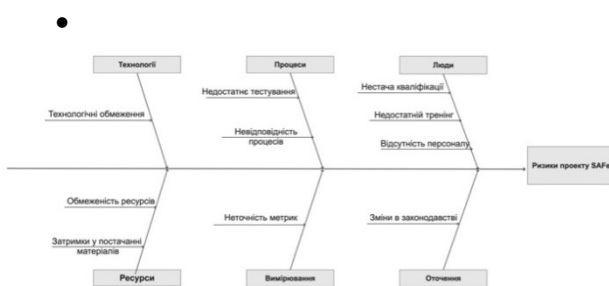 Технології
Процеси
Люди
Недостатнє тестування
Нестача кваліфікації
Технологічні обмеження
Недостатній тренінг
Невідповідність
процесів
Відсутність персоналу
Ризики проекту SAFe
Обмеженість ресурсів
Неточність метрик
Зміни в законодавстві
Затримки у постачанні
матеріалів
Ресурси
Вимірювання
Оточення